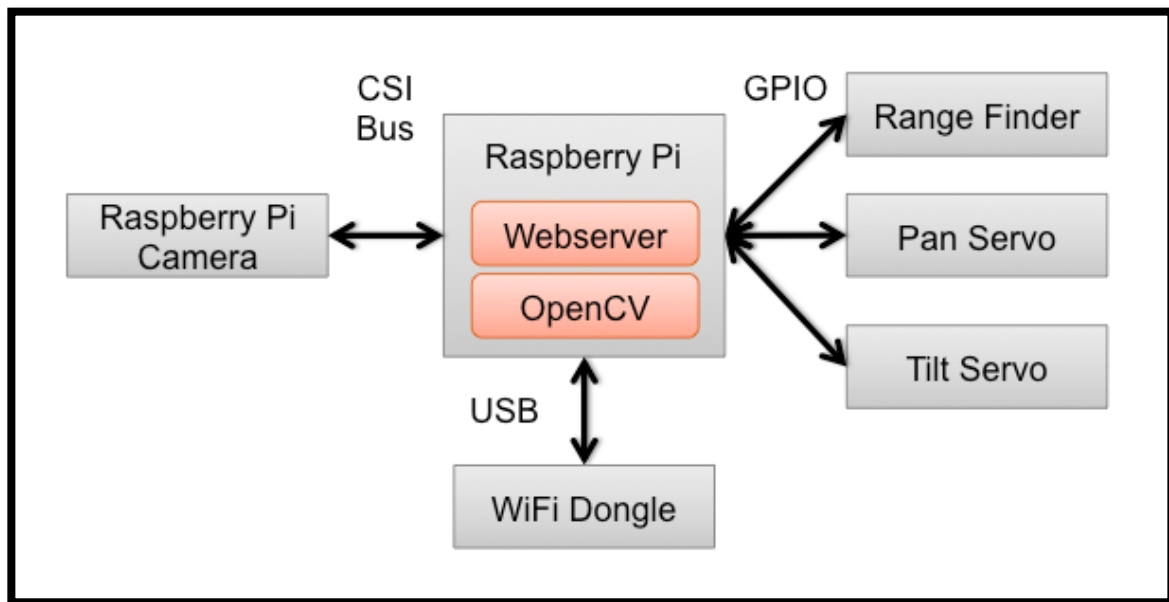 CSI
Bus
GPIO
Range Finder
Raspberry Pi
Raspberry Pi
Camera
Webserver
Pan Servo
OpenCV
Tilt Servo
USB
WiFi Dongle